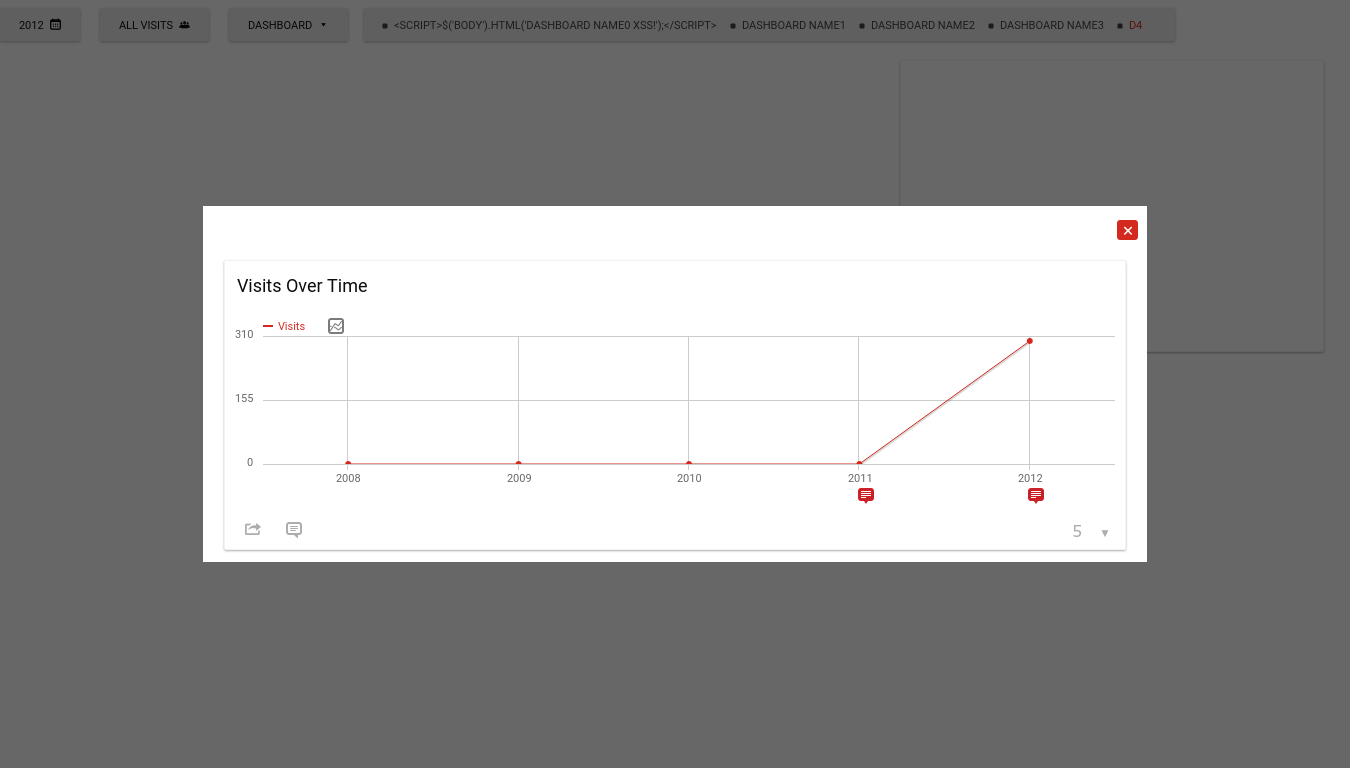 2012 ALL VISITS DASHBOARD <SCRIPT>$('BODY').HTML('DASHBOARD NAME0 XSS!');</SCRIPT> DASHBOARD NAME1 DASHBOARD NAME2 DASHBOARD NAME3 D4
Visits Over Time
Visits
310
155
0
2008 2009 2010 2011 2012
5